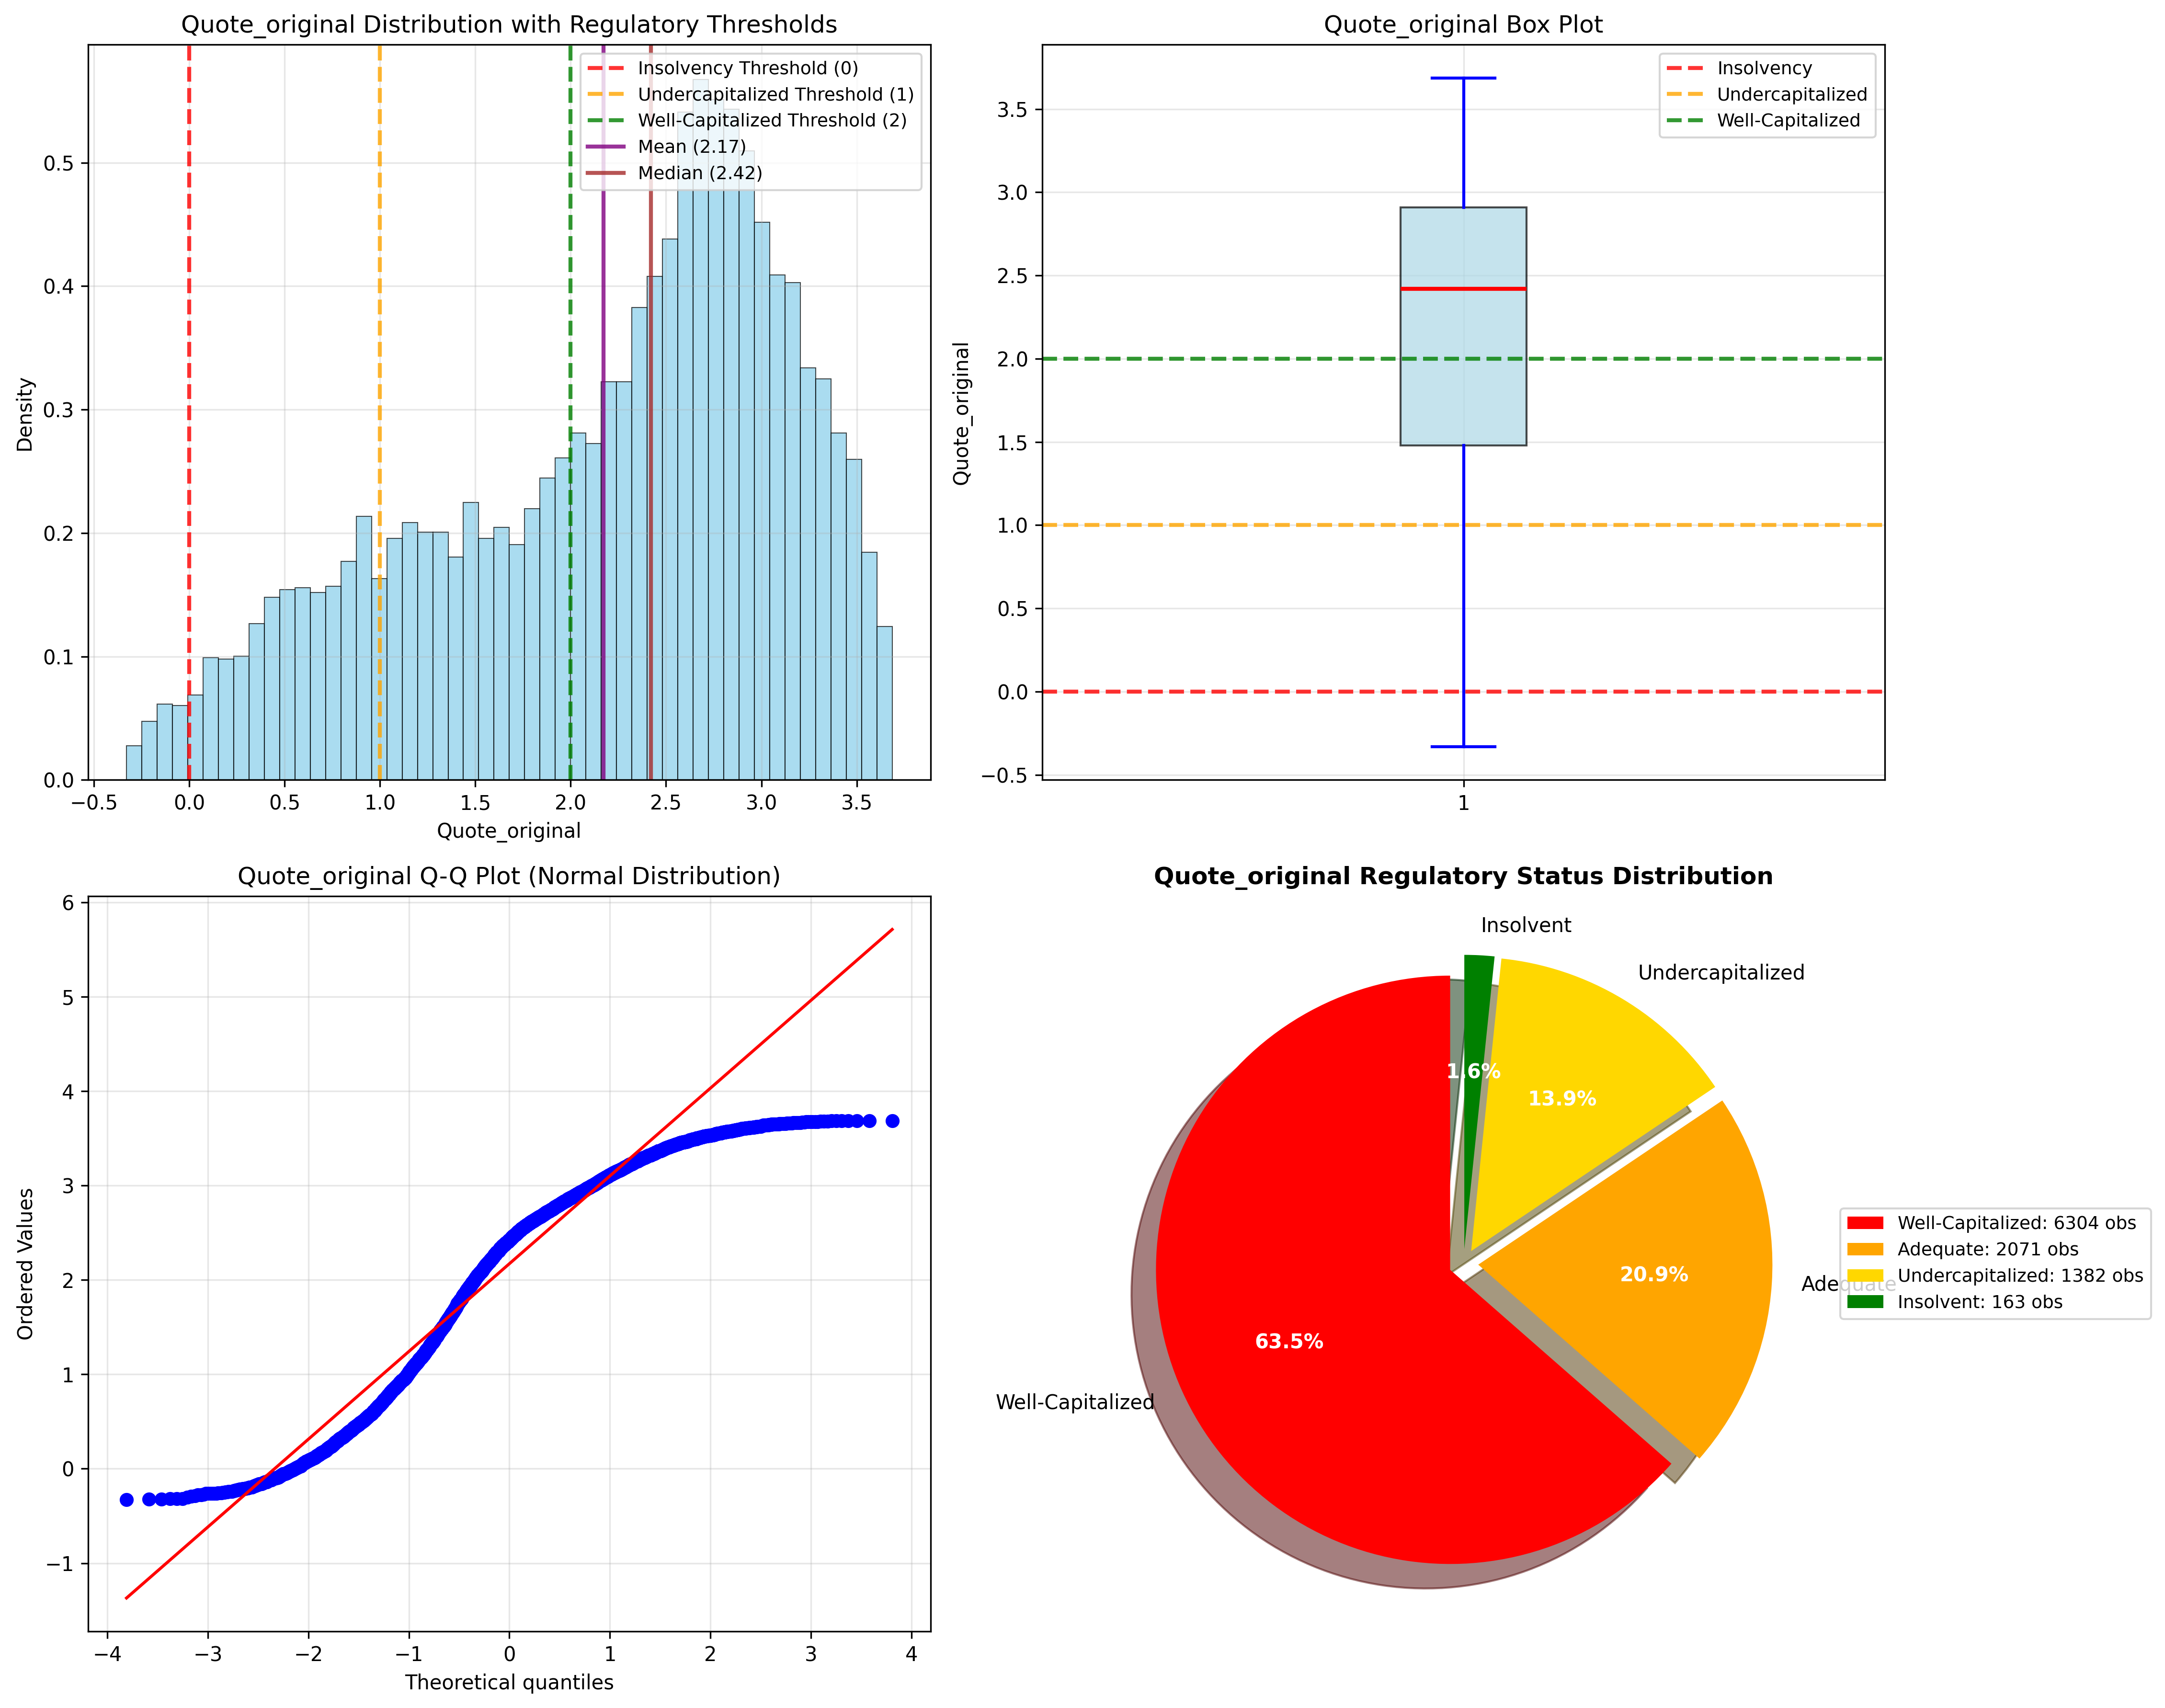 Quote_original Distribution with Regulatory Thresholds
Insolvency Threshold (0)
Undercapitalized Threshold (1)
Well-Capitalized Threshold (2)
Mean (2.17)
Median (2.42)
Density
0.5
0.4
0.3
0.2
0.1
0.0
−0.5 0.0 0.5 1.0 1.5 2.0 2.5 3.0 3.5
Quote_original
Quote_original Box Plot
Insolvency
Undercapitalized
Well-Capitalized
Quote_original
3.5
3.0
2.5
2.0
1.5
1.0
0.5
0.0
−0.5
1
Quote_original Q-Q Plot (Normal Distribution)
Ordered Values
6
5
4
3
2
1
0
−1
−4 −3 −2 −1 0 1 2 3 4
Theoretical quantiles
Quote_original Regulatory Status Distribution
Insolvent
Undercapitalized
1.6%
13.9%
20.9%
Adequate
63.5%
Well-Capitalized
Well-Capitalized: 6304 obs
Adequate: 2071 obs
Undercapitalized: 1382 obs
Insolvent: 163 obs